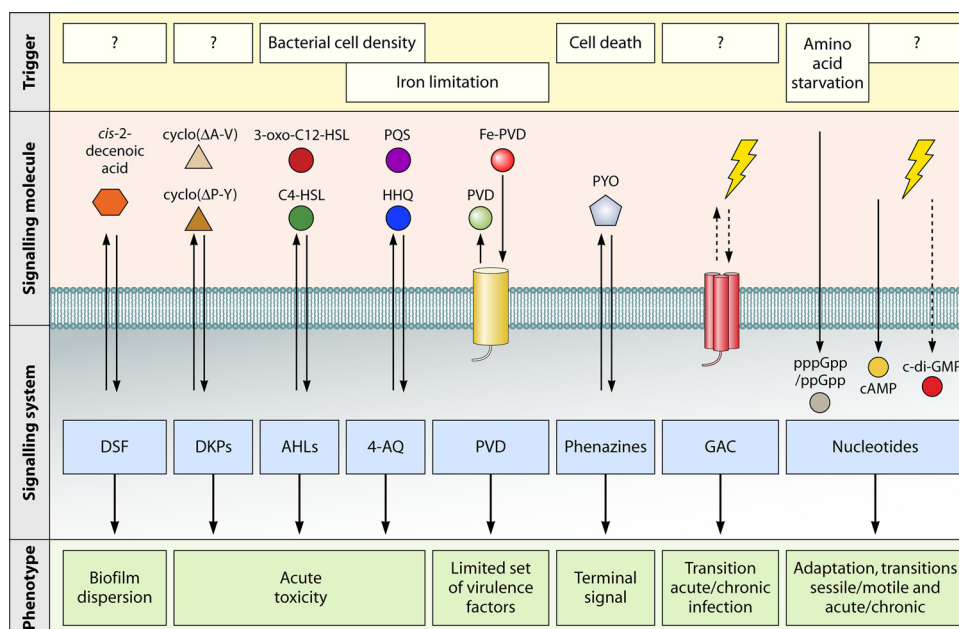 Trigger
?
?
Bacterial cell density
Iron limitation
Cell death
?
Amino
acid
starvation
?
Signalling molecule
cis-2-
decenoic
acid
cyclo(ΔA-V)
cyclo(ΔP-Y)
3-oxo-C12-HSL
C4-HSL
PQS
HHQ
Fe-PVD
PVD
PYO
Signalling system
pppGpp
/ppGpp
cAMP
c-di-GMP
DSF
DKPs
AHLs
4-AQ
PVD
Phenazines
GAC
Nucleotides
Phenotype
Biofilm
dispersion
Acute
toxicity
Limited set
of virulence
factors
Terminal
signal
Transition
acute/chronic
infection
Adaptation, transitions
sessile/motile and
acute/chronic